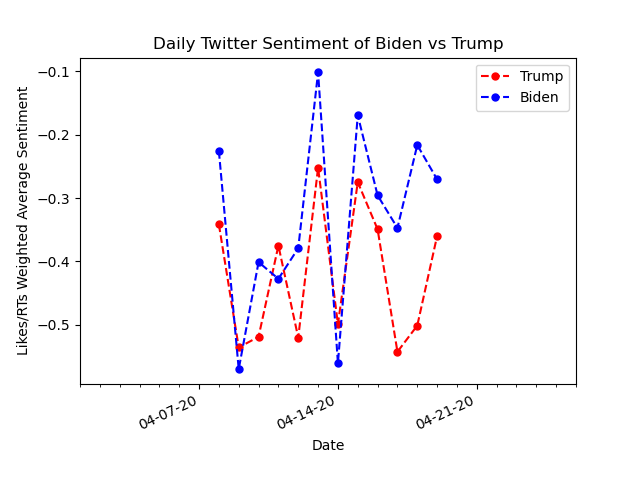 Daily Twitter Sentiment of Biden vs Trump
Trump
Biden
Likes/RTs Weighted Average Sentiment
−0.1
−0.2
−0.3
−0.4
−0.5
04-07-20
04-14-20
04-21-20
Date